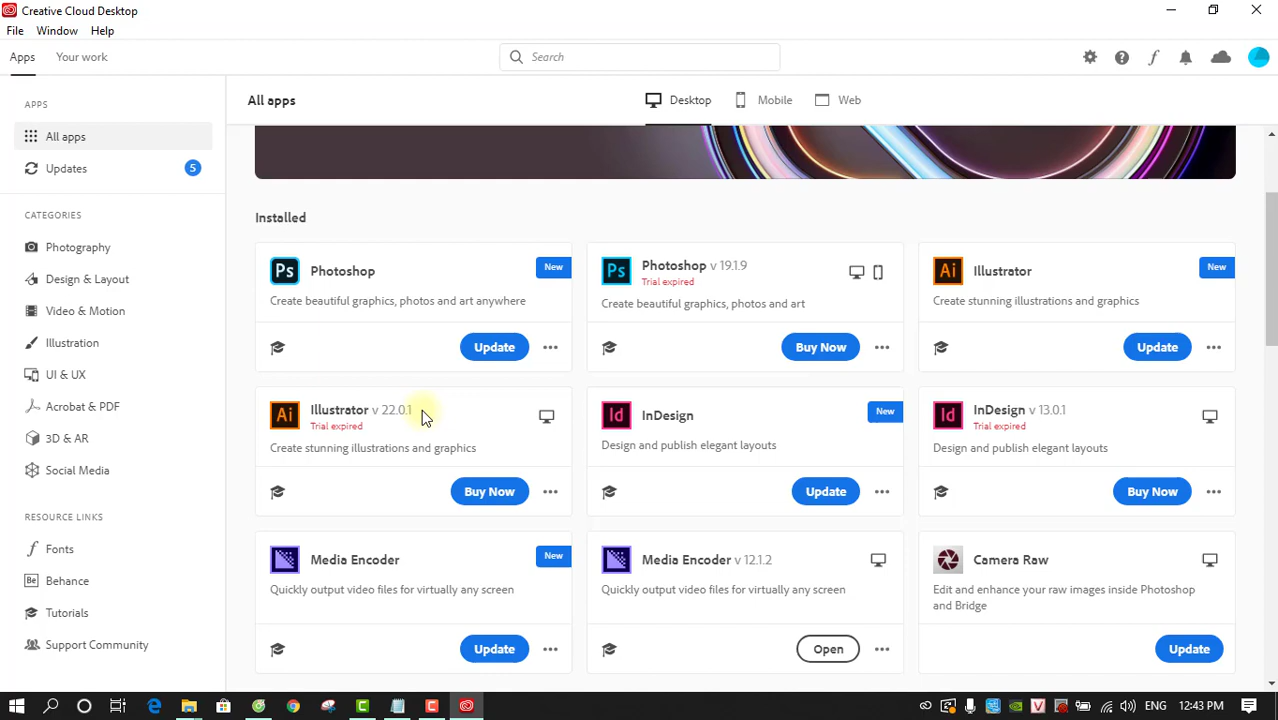 Creative Cloud Desktop
File Window Help
Apps Your work
Search
APPS
All apps
Updates 5
CATEGORIES
Photography
Design & Layout
Video & Motion
Illustration
UI & UX
Acrobat & PDF
3D & AR
Social Media
RESOURCE LINKS
Fonts
Be Behance
Tutorials
Support Community
All apps
Desktop Mobile Web
Installed
Ps Photoshop New
Create beautiful graphics, photos and art anywhere
Update
Ps Photoshop v 19.1.9
Trial expired
Create beautiful graphics, photos and art
Buy Now
Ai Illustrator New
Create stunning illustrations and graphics
Update
Ai Illustrator v 22.0.1
Trial expired
Create stunning illustrations and graphics
Buy Now
Id InDesign New
Design and publish elegant layouts
Update
Id InDesign v 13.0.1
Trial expired
Design and publish elegant layouts
Buy Now
Media Encoder New
Quickly output video files for virtually any screen
Update
Media Encoder v 12.1.2
Quickly output video files for virtually any screen
Open
Camera Raw
Edit and enhance your raw images inside Photoshop
and Bridge
Update
ENG 12:43 PM